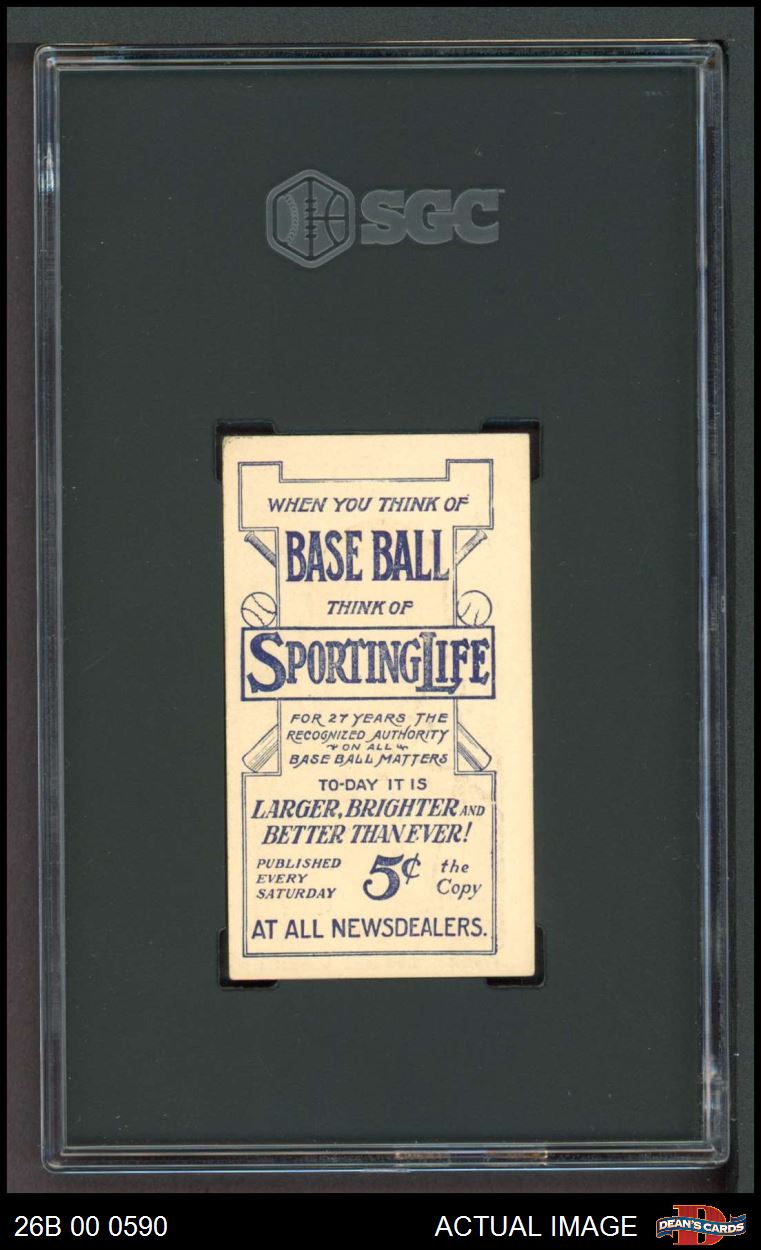 SGC
WHEN YOU THINK OF
BASE BALL
THINK OF
SPORTING LIFE
FOR 27 YEARS THE
RECOGNIZED AUTHORITY
ON ALL
BASE BALL MATTERS
TO-DAY IT IS
LARGER, BRIGHTER AND
BETTER THAN EVER!
PUBLISHED
EVERY
SATURDAY
5¢
the
Copy
AT ALL NEWSDEALERS.
26B 00 0590
ACTUAL IMAGE
DEAN'S CARDS